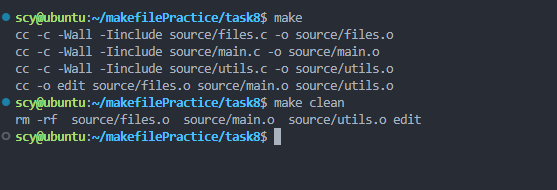 scy@ubuntu:~/makefilePractice/task8$ make
cc -c -Wall -Iinclude source/files.c -o source/files.o
cc -c -Wall -Iinclude source/main.c -o source/main.o
cc -c -Wall -Iinclude source/utils.c -o source/utils.o
cc -o edit source/files.o source/main.o source/utils.o
scy@ubuntu:~/makefilePractice/task8$ make clean
rm -rf  source/files.o  source/main.o  source/utils.o edit
scy@ubuntu:~/makefilePractice/task8$